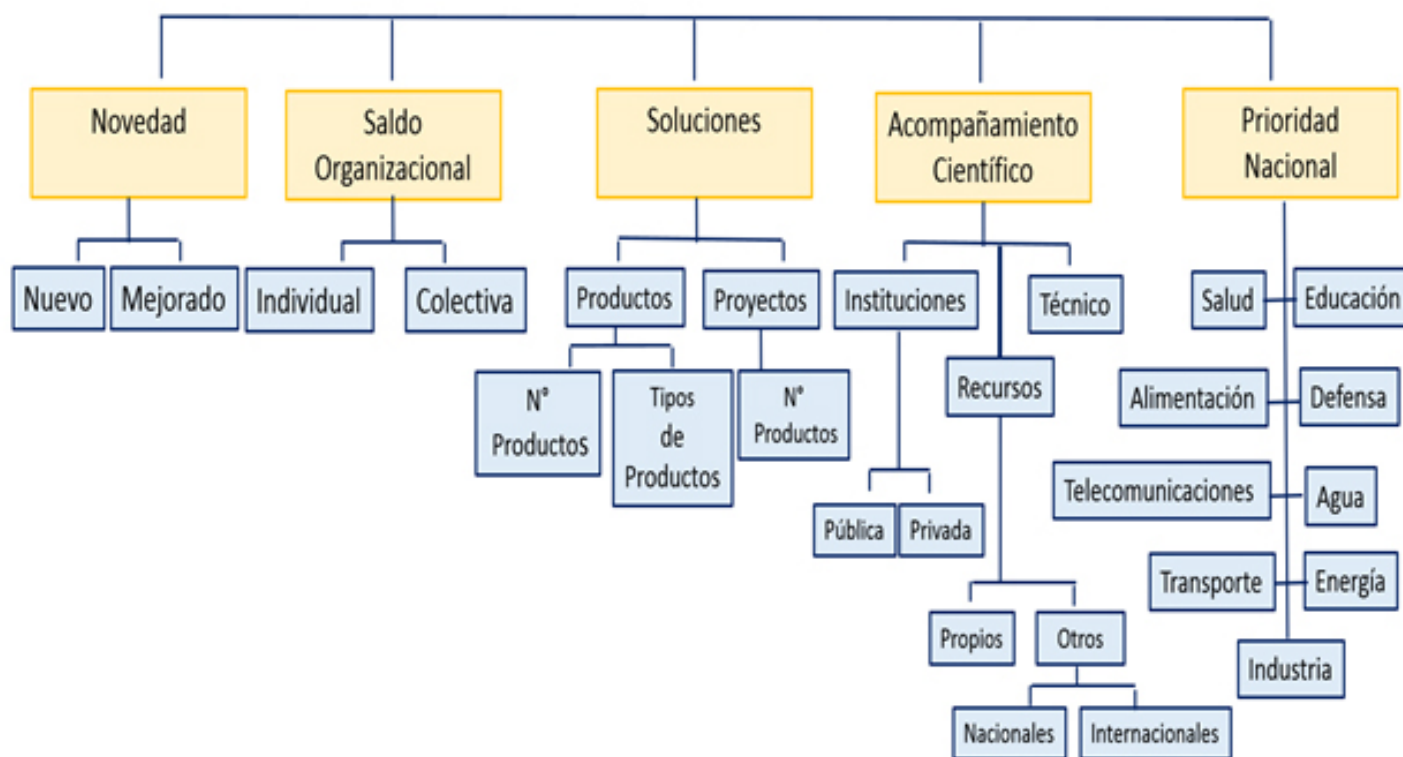 Novedad
Saldo
Organizacional
Soluciones
Acompañamiento
Científico
Prioridad
Nacional
Nuevo
Mejorado
Individual
Colectiva
Productos
Proyectos
Instituciones
Técnico
Salud
Educación
N°
Productos
Tipos
de
Productos
N°
Productos
Recursos
Alimentación
Defensa
Telecomunicaciones
Agua
Pública
Privada
Transporte
Energía
Propios
Otros
Industria
Nacionales
Internacionales